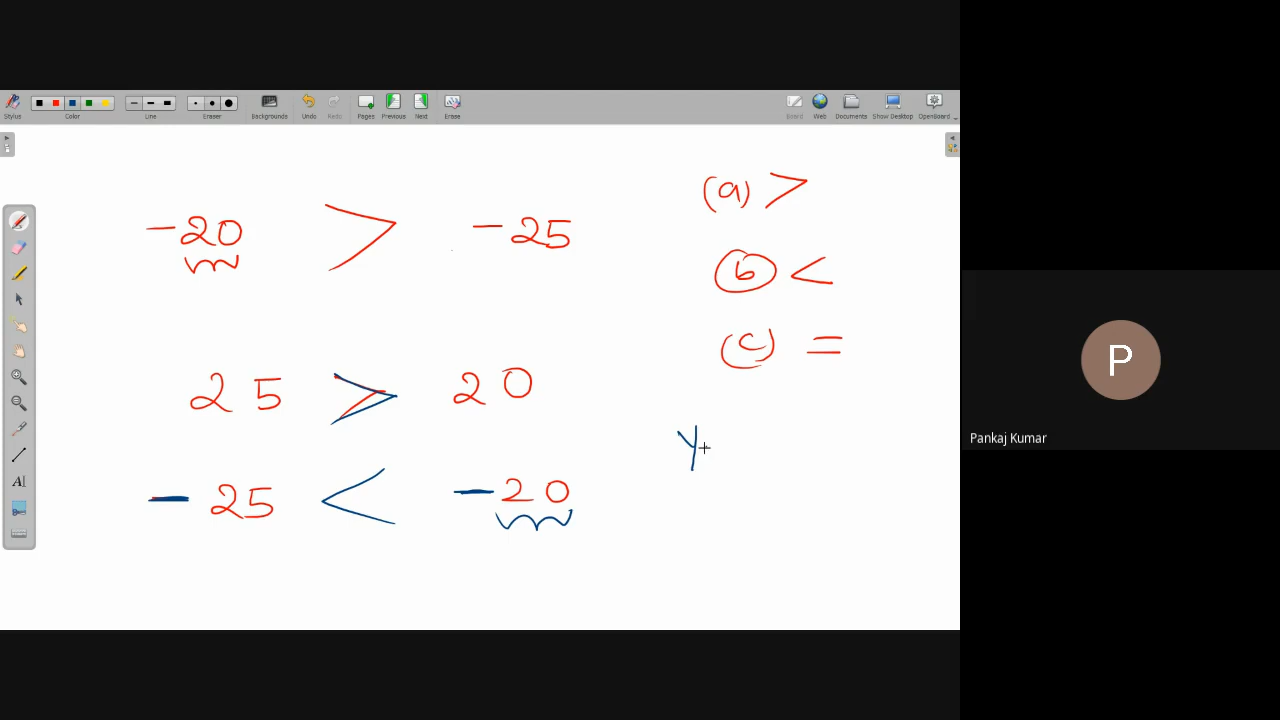 Stylus Color Line Eraser Backgrounds Undo Redo Pages Previous Next Erase Board Web Documents Show Desktop OpenBoard
-20 > -25
25 > 20
-25 < -20
(a) >
(b) <
(c) =
y
P
Pankaj Kumar